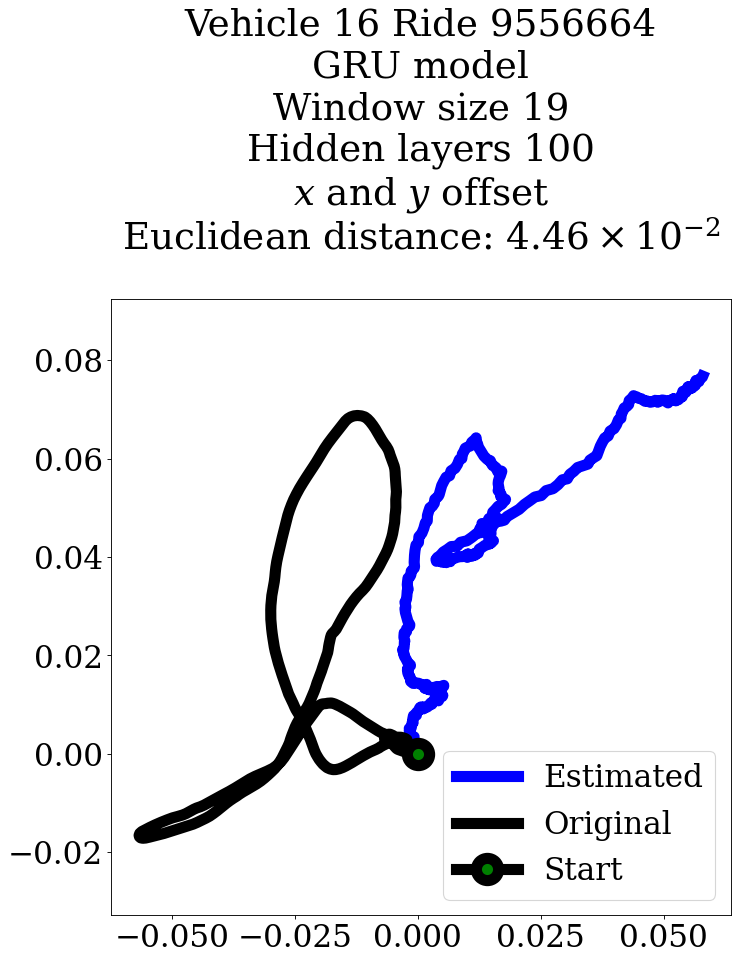 Vehicle 16 Ride 9556664
GRU model
Window size 19
Hidden layers 100
x and y offset
Euclidean distance: 4.46 × 10⁻²
0.08
0.06
0.04
0.02
0.00
−0.02
−0.050 −0.025 0.000 0.025 0.050
Estimated
Original
Start